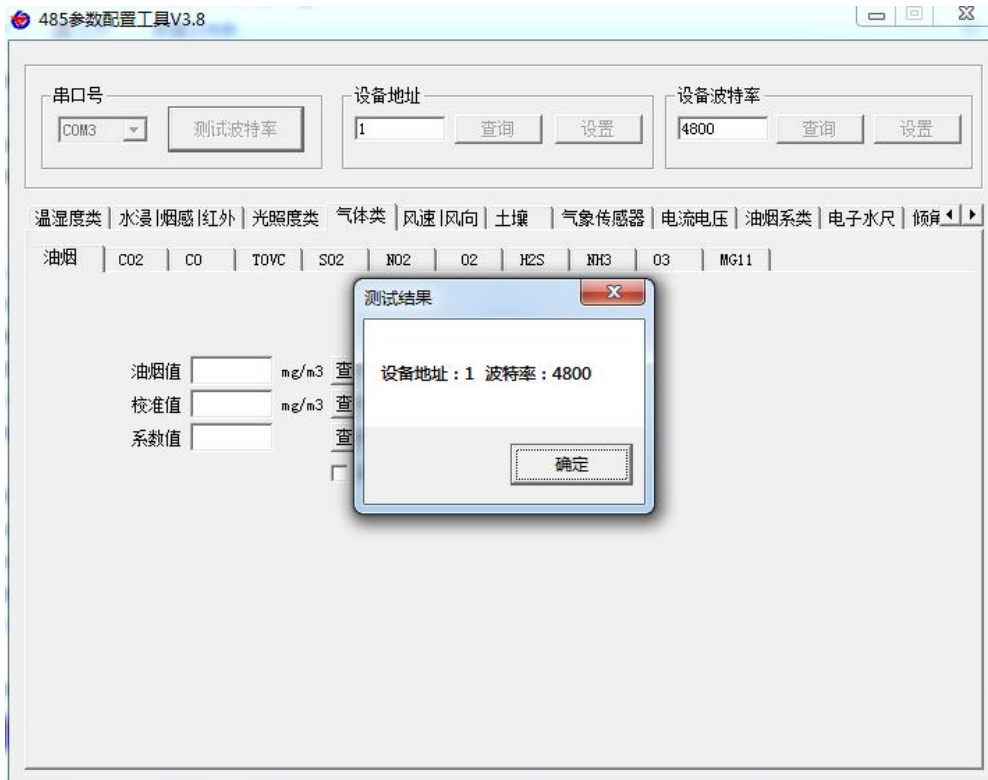 485参数配置工具V3.8
串口号 设备地址 设备波特率
COM3 测试波特率 1 查询 设置 4800 查询 设置
温湿度类 水浸|烟感|红外 光照度类 气体类 风速|风向 土壤 气象传感器 电流电压 油烟系类 电子水尺 倾角
油烟 CO2 CO TOVC SO2 NO2 O2 H2S NH3 O3 MG11
测试结果
设备地址：1 波特率：4800
油烟值 mg/m3 查
校准值 mg/m3 查
系数值 查
确定